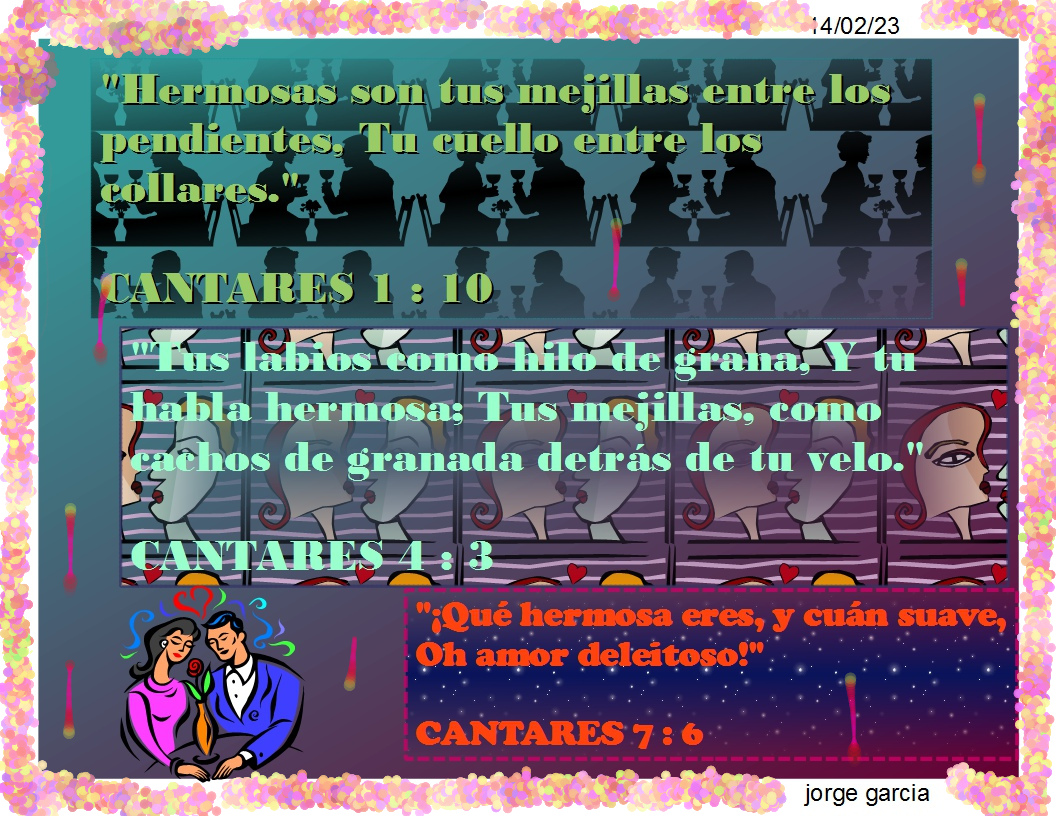 14/02/23
"Hermosas son tus mejillas entre los
pendientes, Tu cuello entre los
collares."
CANTARES 1 : 10
"Tus labios como hilo de grana, Y tu
habla hermosa; Tus mejillas, como
cachos de granada detrás de tu velo."
CANTARES 4 : 3
"¡Qué hermosa eres, y cuán suave,
Oh amor deleitoso!"
CANTARES 7 : 6
jorge garcia